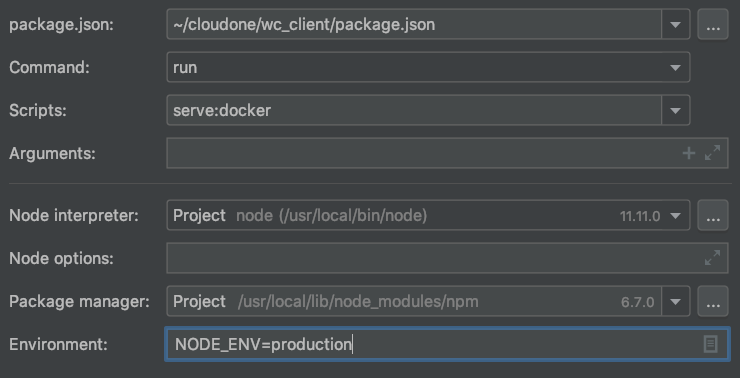 package.json: ~/cloudone/wc_client/package.json ...
Command: run
Scripts: serve:docker
Arguments:
Node interpreter: Project node (/usr/local/bin/node) 11.11.0 ...
Node options:
Package manager: Project /usr/local/lib/node_modules/npm 6.7.0 ...
Environment: NODE_ENV=production